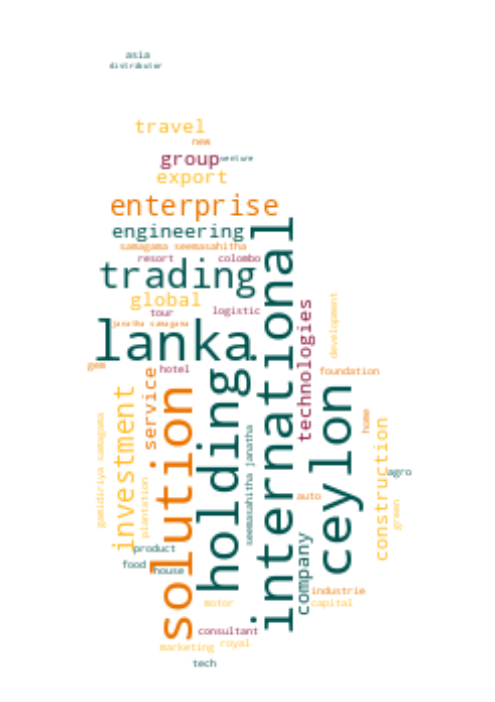 asia
distributor
travel
new
group
venture
export
enterprise
engineering
international
samagama seemasahitha
resort
colombo
trading
global
development
technologies
tour
logistic
janatha samagama
lanka
gem
hotel
foundation
service
holding
investment
solution
ceylon
home
gamidiriya samagama
construction
seemasahitha janatha
agro
plantation
auto
green
company
product
food
house
industrie
motor
capital
consultant
marketing
royal
tech